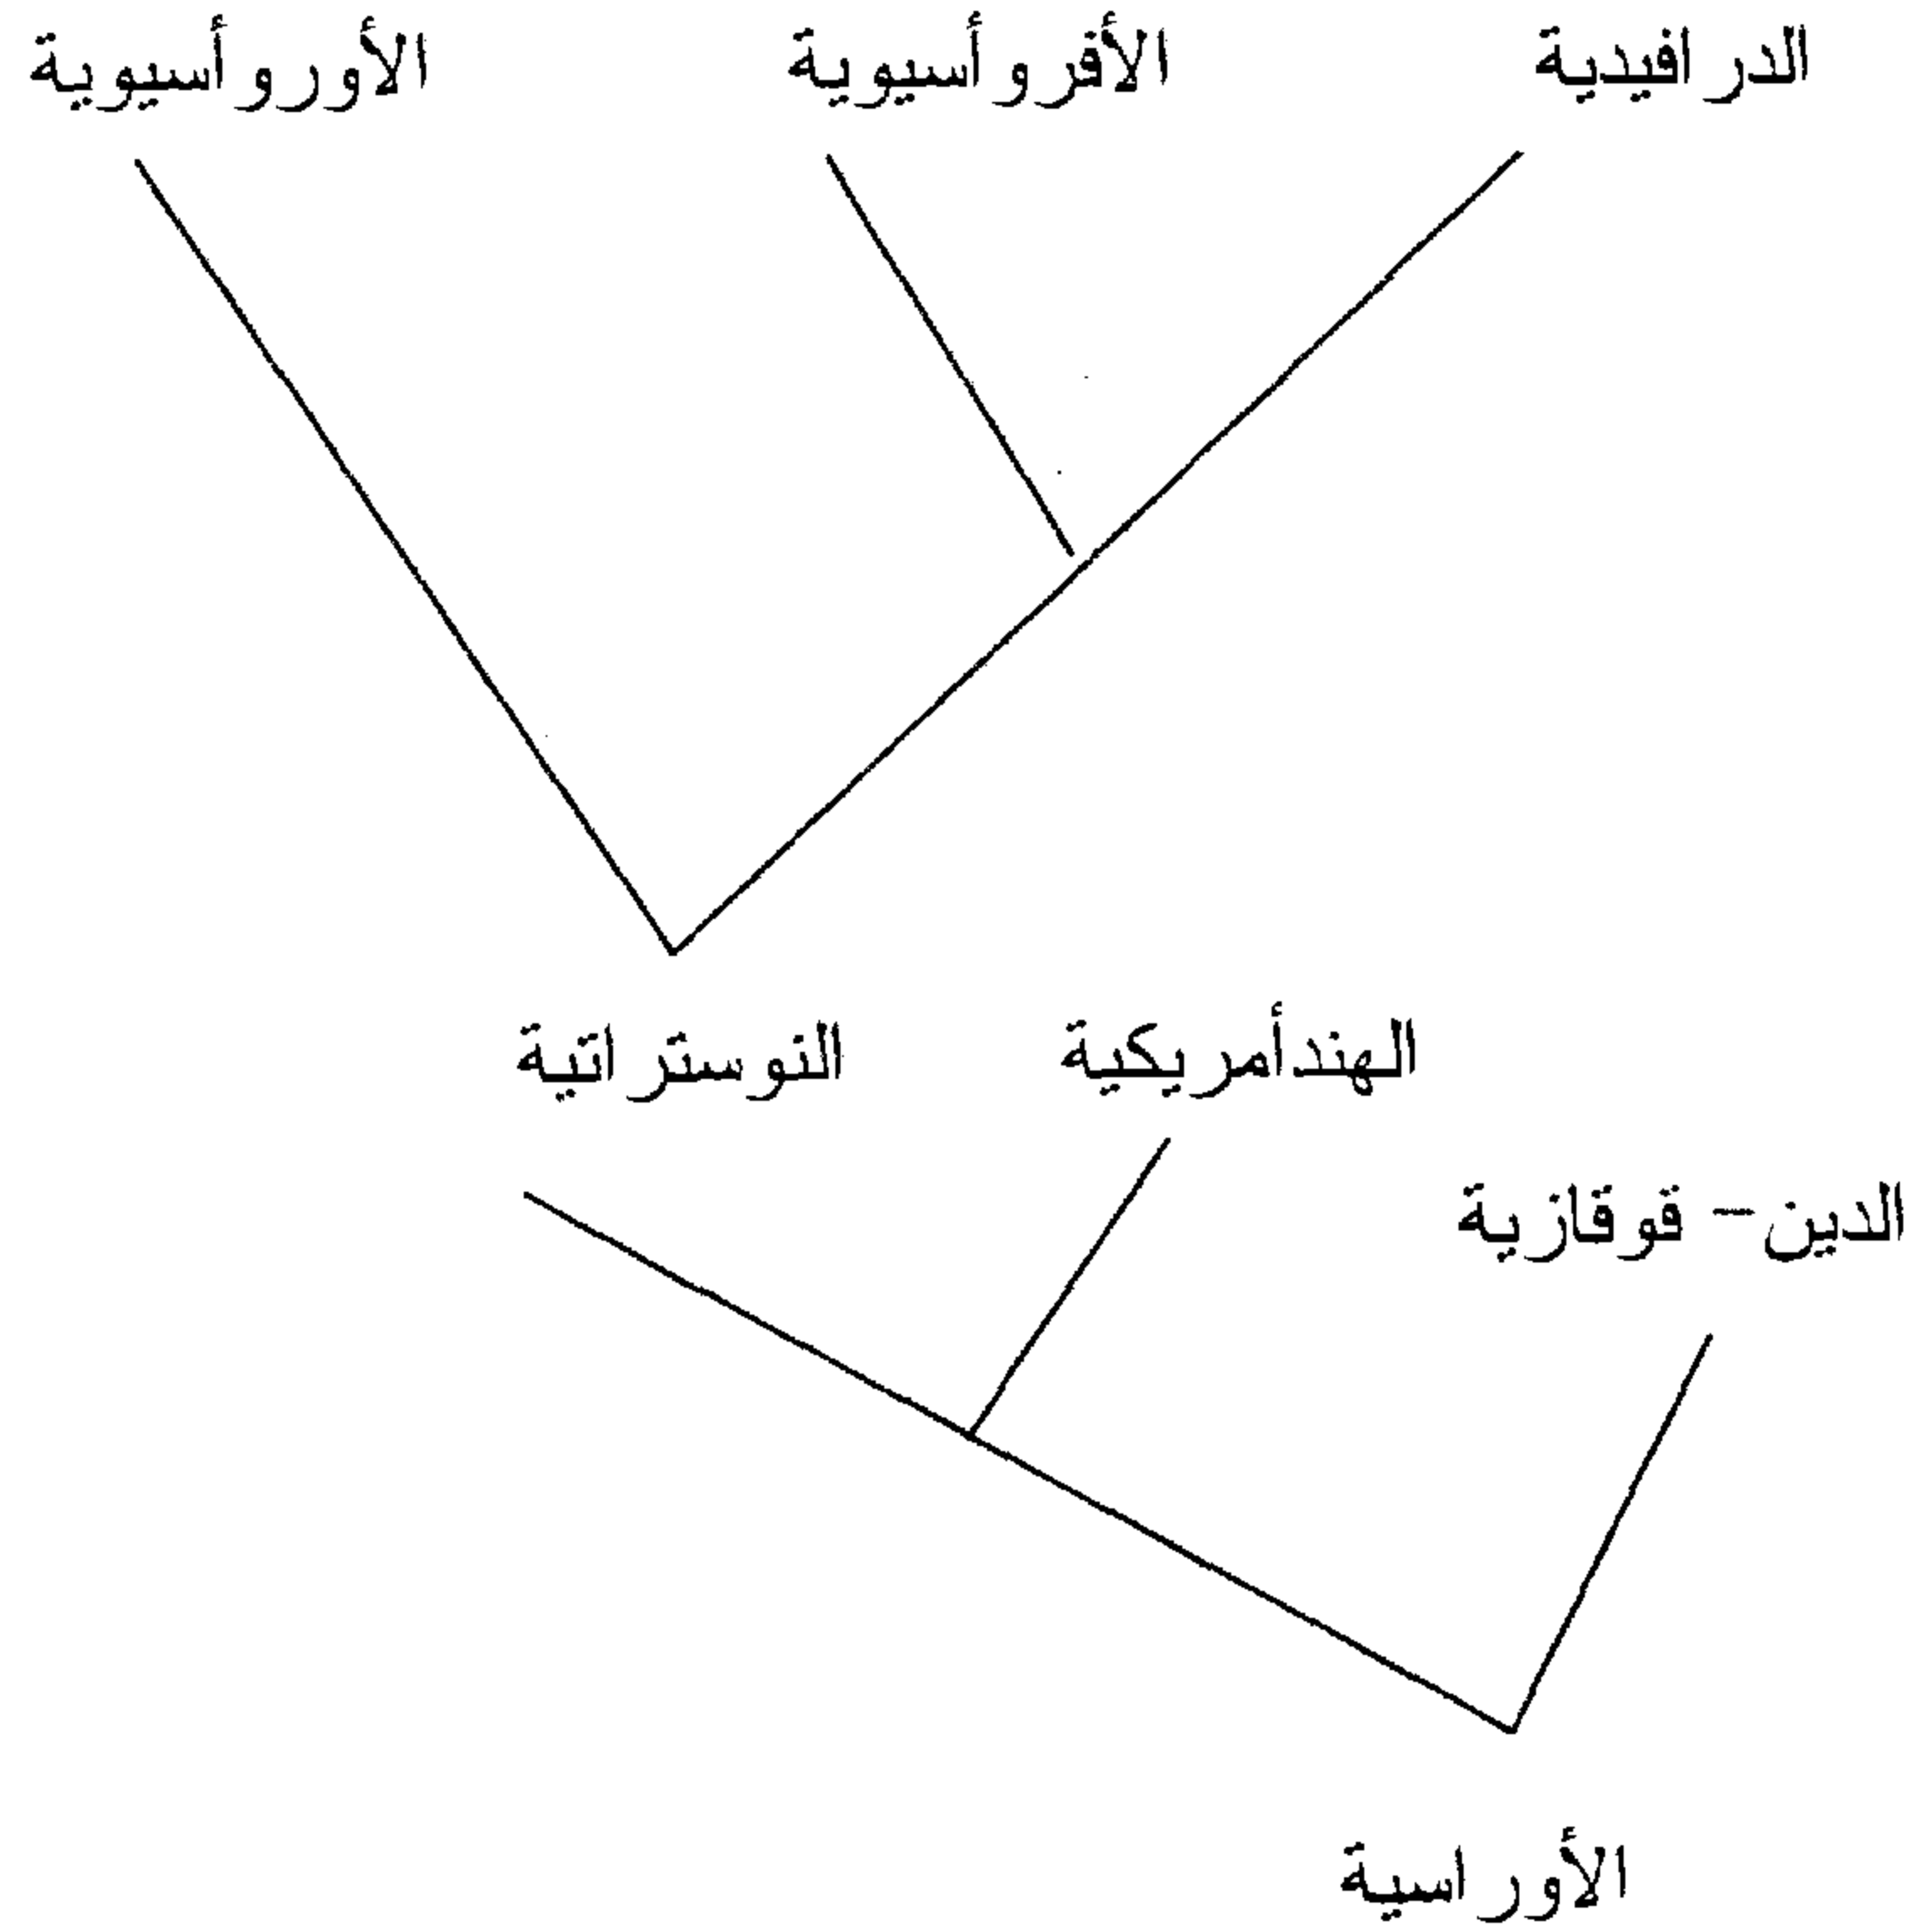 الدرافيدية الأفروأسيوية الأوروأسيوية
الهندأمريكية النوستراتية
الدين – قوقازية
الأوراسية